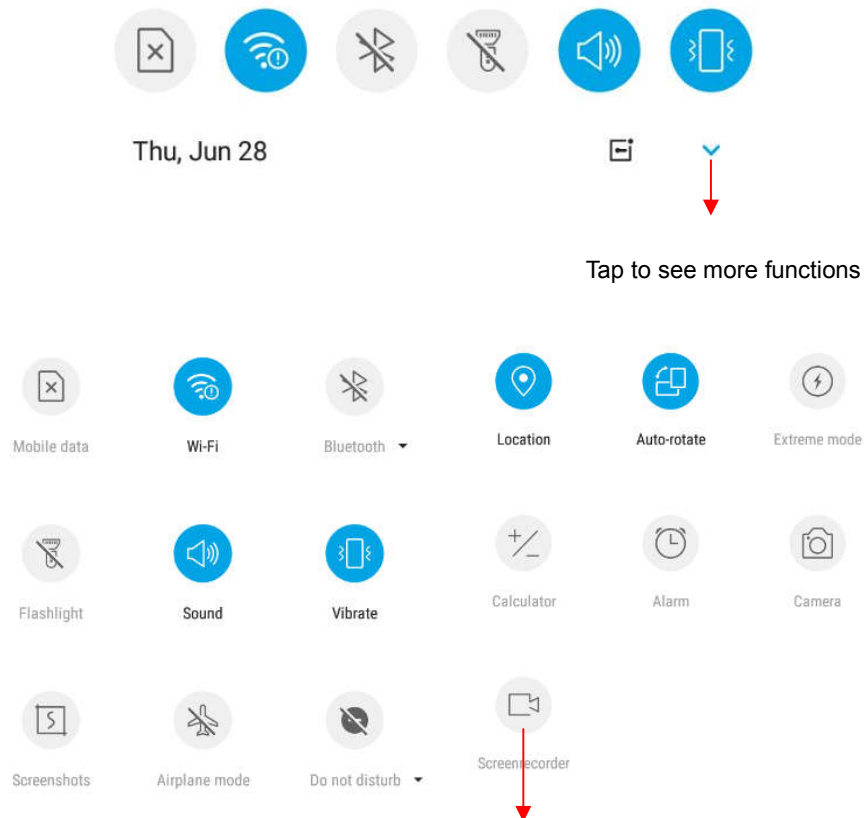 Thu, Jun 28
Tap to see more functions
Mobile data Wi-Fi Bluetooth Location Auto-rotate Extreme mode
Flashlight Sound Vibrate Calculator Alarm Camera
Screenshots Airplane mode Do not disturb Screenrecorder